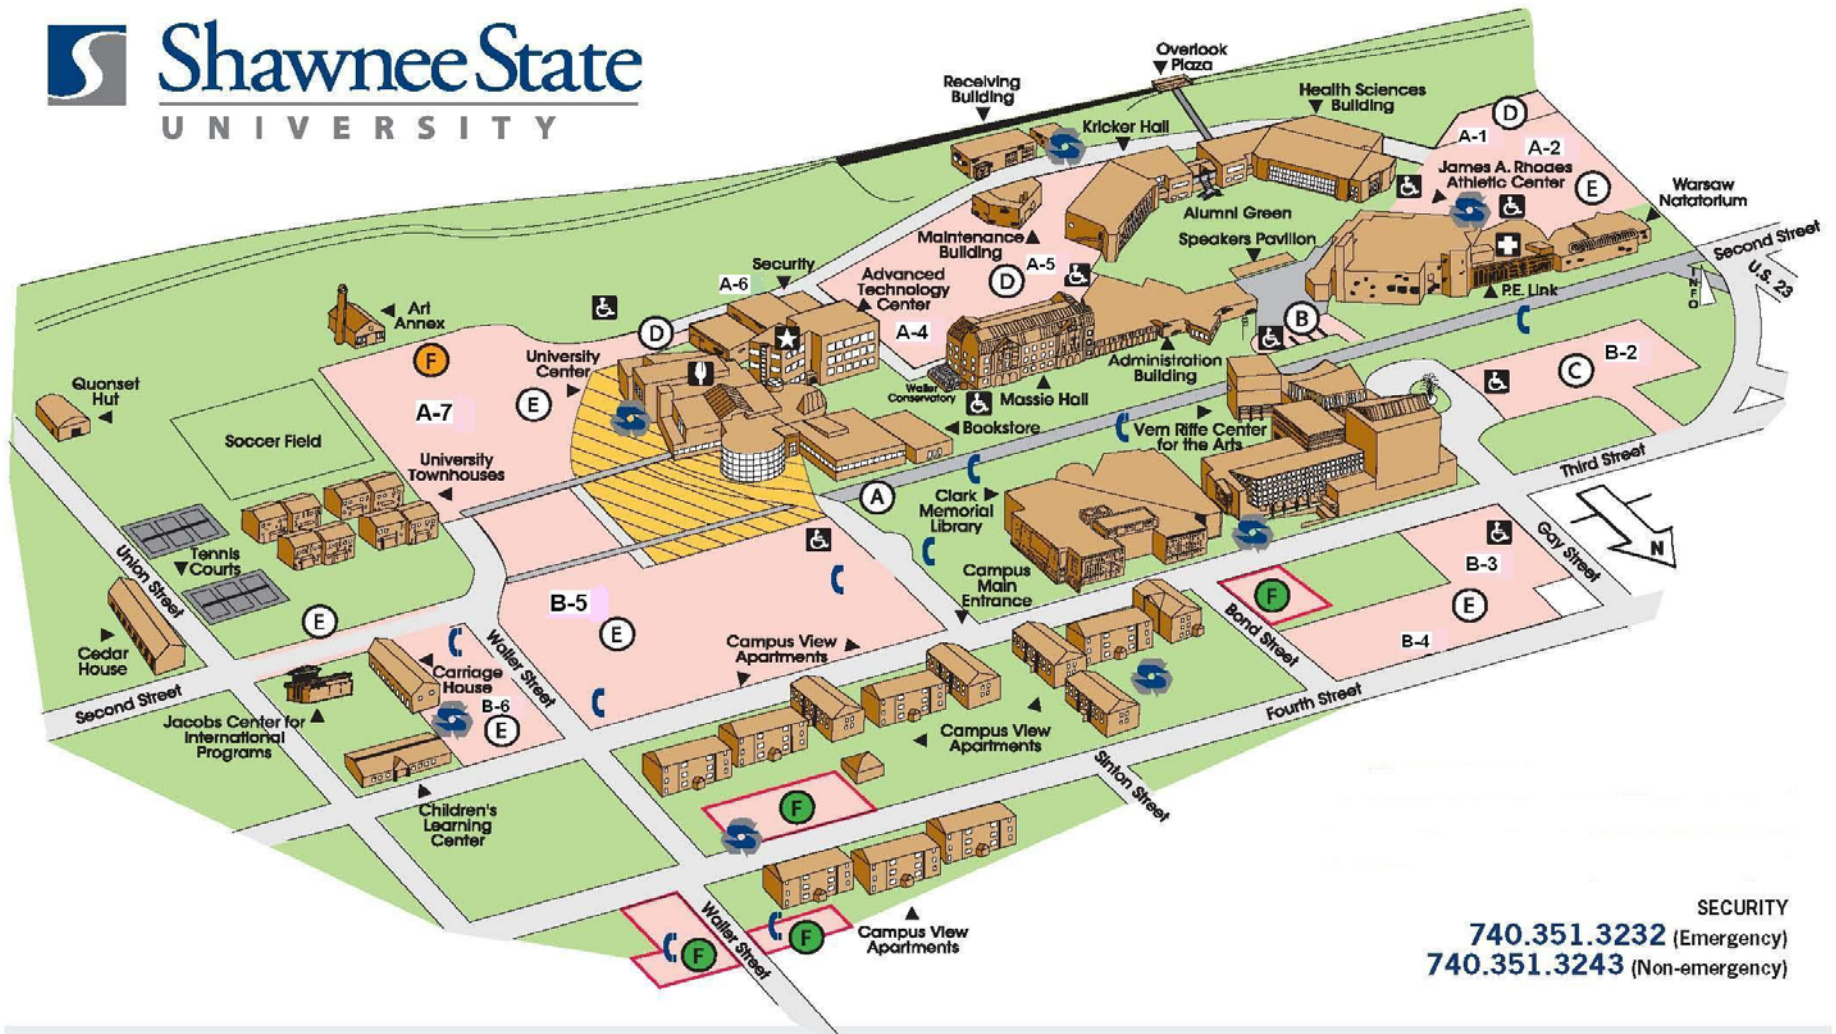 Shawnee State
UNIVERSITY
Overlook
Plaza
Receiving
Building
Health Sciences
Building
Kricker Hall
D
A-1
A-2
James A. Rhodes
Athletic Center
E
Warsaw
Natatorium
Alumni Green
Speakers Pavilion
Maintenance
Building
A-5
D
Second Street
U.S. 23
INFO
P.E. Link
Security
A-6
Advanced
Technology
Center
A-4
Art
Annex
D
B
University
Center
F
E
A-7
Administration
Building
B-2
C
Waller
Conservatory
Massie Hall
Quonset
Hut
Soccer Field
Bookstore
Vern Riffe Center
for the Arts
Third Street
University
Townhouses
A
Clark
Memorial
Library
Gay Street
N
Union Street
Tennis
Courts
Campus
Main
Entrance
B-3
F
E
B-4
Bond Street
B-5
E
E
Cedar
House
Campus View
Apartments
Waller Street
Carriage
House
B-6
E
Second Street
Jacobs Center for
International
Programs
Fourth Street
Campus View
Apartments
Sinton Street
F
Children's
Learning
Center
Waller Street
F
F
Campus View
Apartments
SECURITY
740.351.3232 (Emergency)
740.351.3243 (Non-emergency)